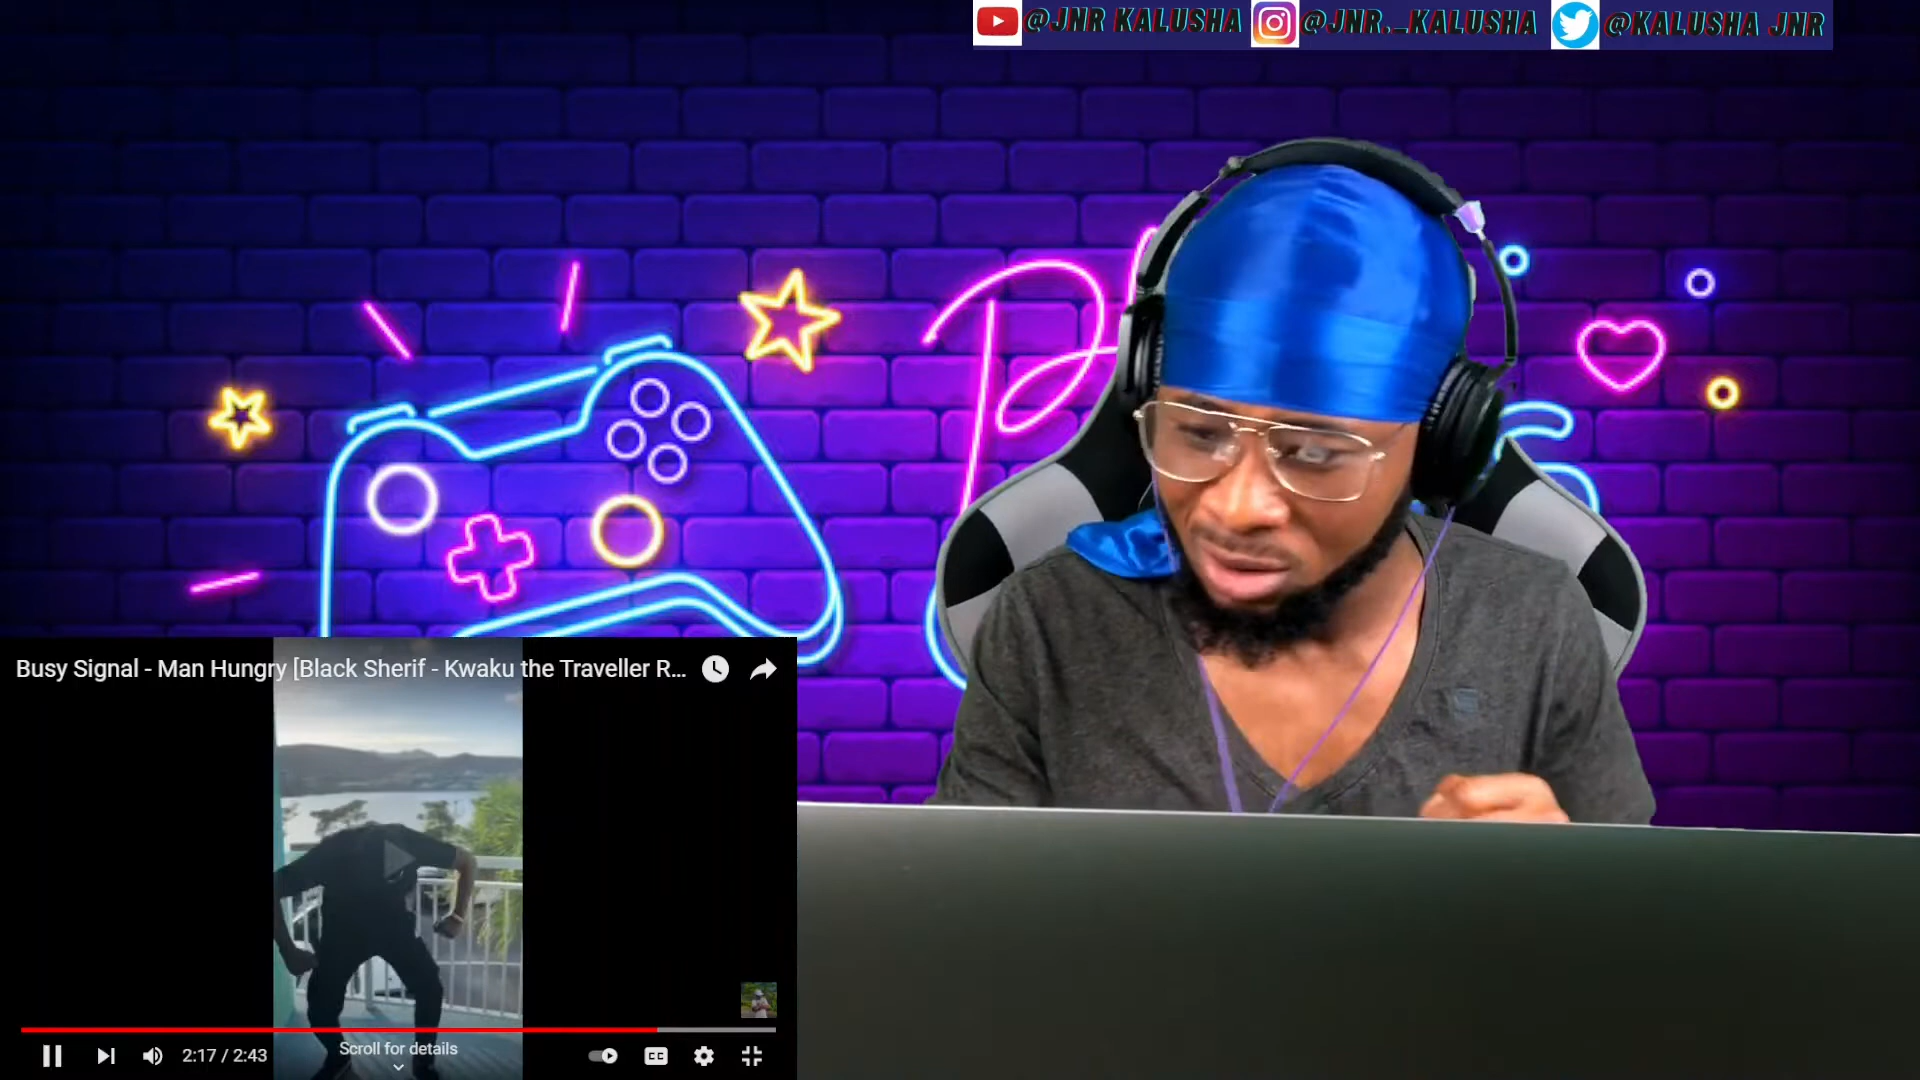 @JNR KALUSHA @JNR._KALUSHA @KALUSHA JNR
Busy Signal - Man Hungry [Black Sherif - Kwaku the Traveller R...
2:17 / 2:43
Scroll for details
CC